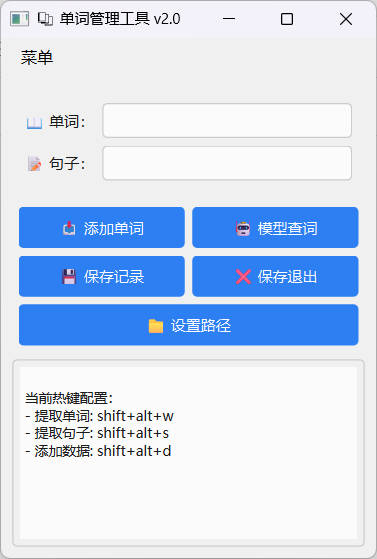 单词管理工具 v2.0
菜单
单词：
句子：
添加单词
模型查词
保存记录
保存退出
设置路径
当前热键配置：
- 提取单词: shift+alt+w
- 提取句子: shift+alt+s
- 添加数据: shift+alt+d